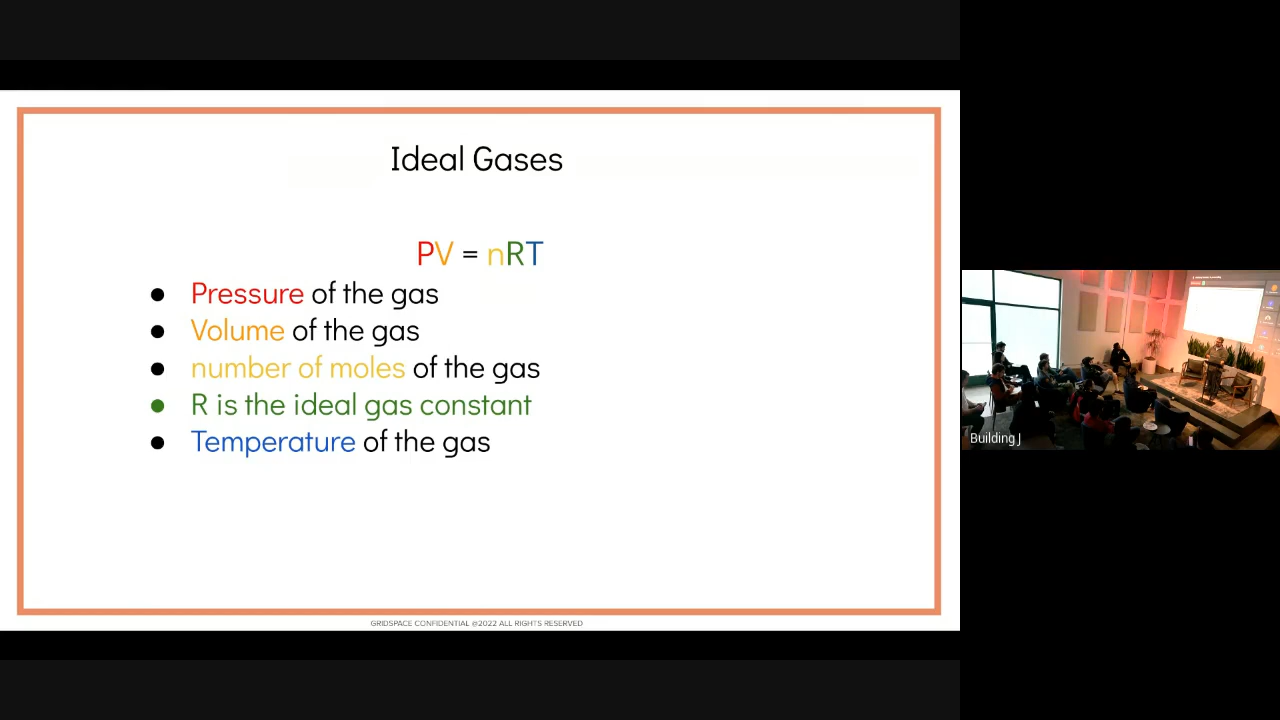 Ideal Gases
PV = nRT
● Pressure of the gas
● Volume of the gas
● number of moles of the gas
● R is the ideal gas constant
● Temperature of the gas
GRIDSPACE CONFIDENTIAL @2022 ALL RIGHTS RESERVED
Building J